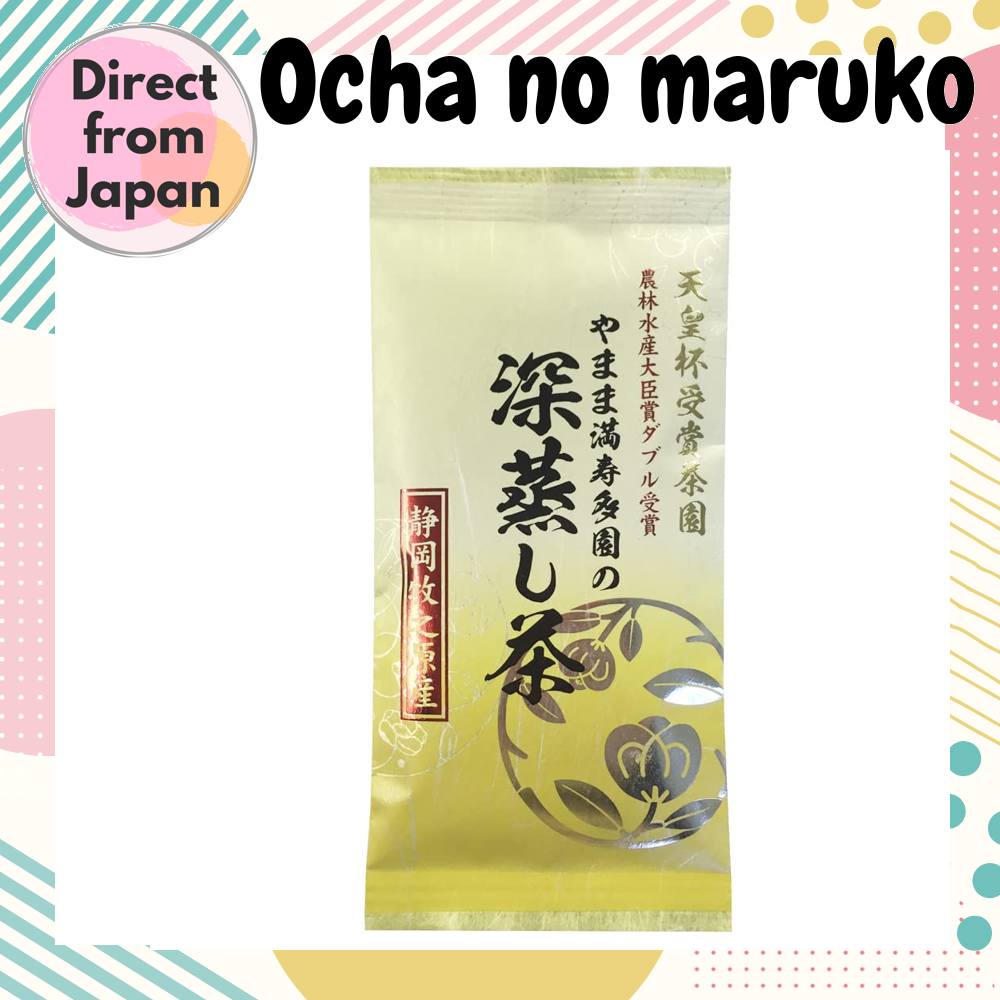 Direct
from
Japan
Ocha no maruko
天皇杯受賞茶園
農林水産大臣賞ダブル受賞
やまま満寿多園の
深蒸し茶
静岡牧之原産